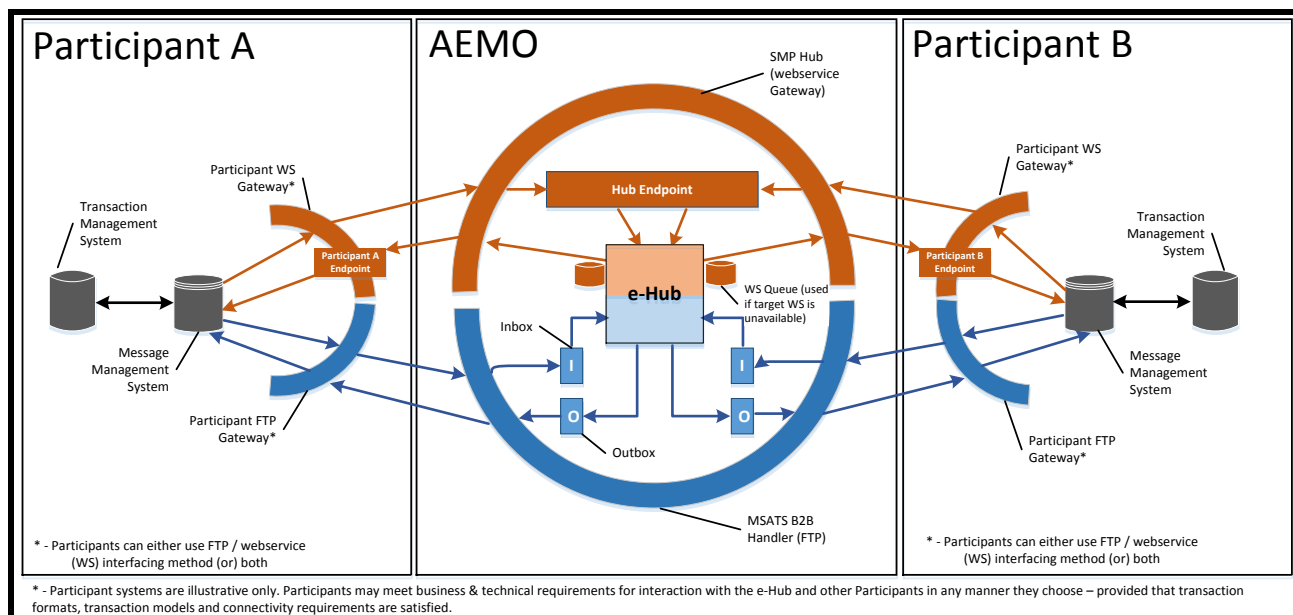 Participant A
AEMO
Participant B
SMP Hub
(webservice
Gateway)
Participant WS
Gateway*
Participant WS
Gateway*
Transaction
Management
System
Hub Endpoint
Transaction
Management
System
Participant A
Endpoint
Participant B
Endpoint
e-Hub
WS Queue (used
if target WS is
unavailable)
Inbox
I
I
Message
Management
System
Message
Management
System
O
O
Participant FTP
Gateway*
Outbox
Participant FTP
Gateway*
MSATS B2B
Handler (FTP)
* - Participants can either use FTP / webservice
(WS) interfacing method (or) both
* - Participants can either use FTP / webservice
(WS) interfacing method (or) both
* - Participant systems are illustrative only. Participants may meet business & technical requirements for interaction with the e-Hub and other Participants in any manner they choose – provided that transaction
formats, transaction models and connectivity requirements are satisfied.